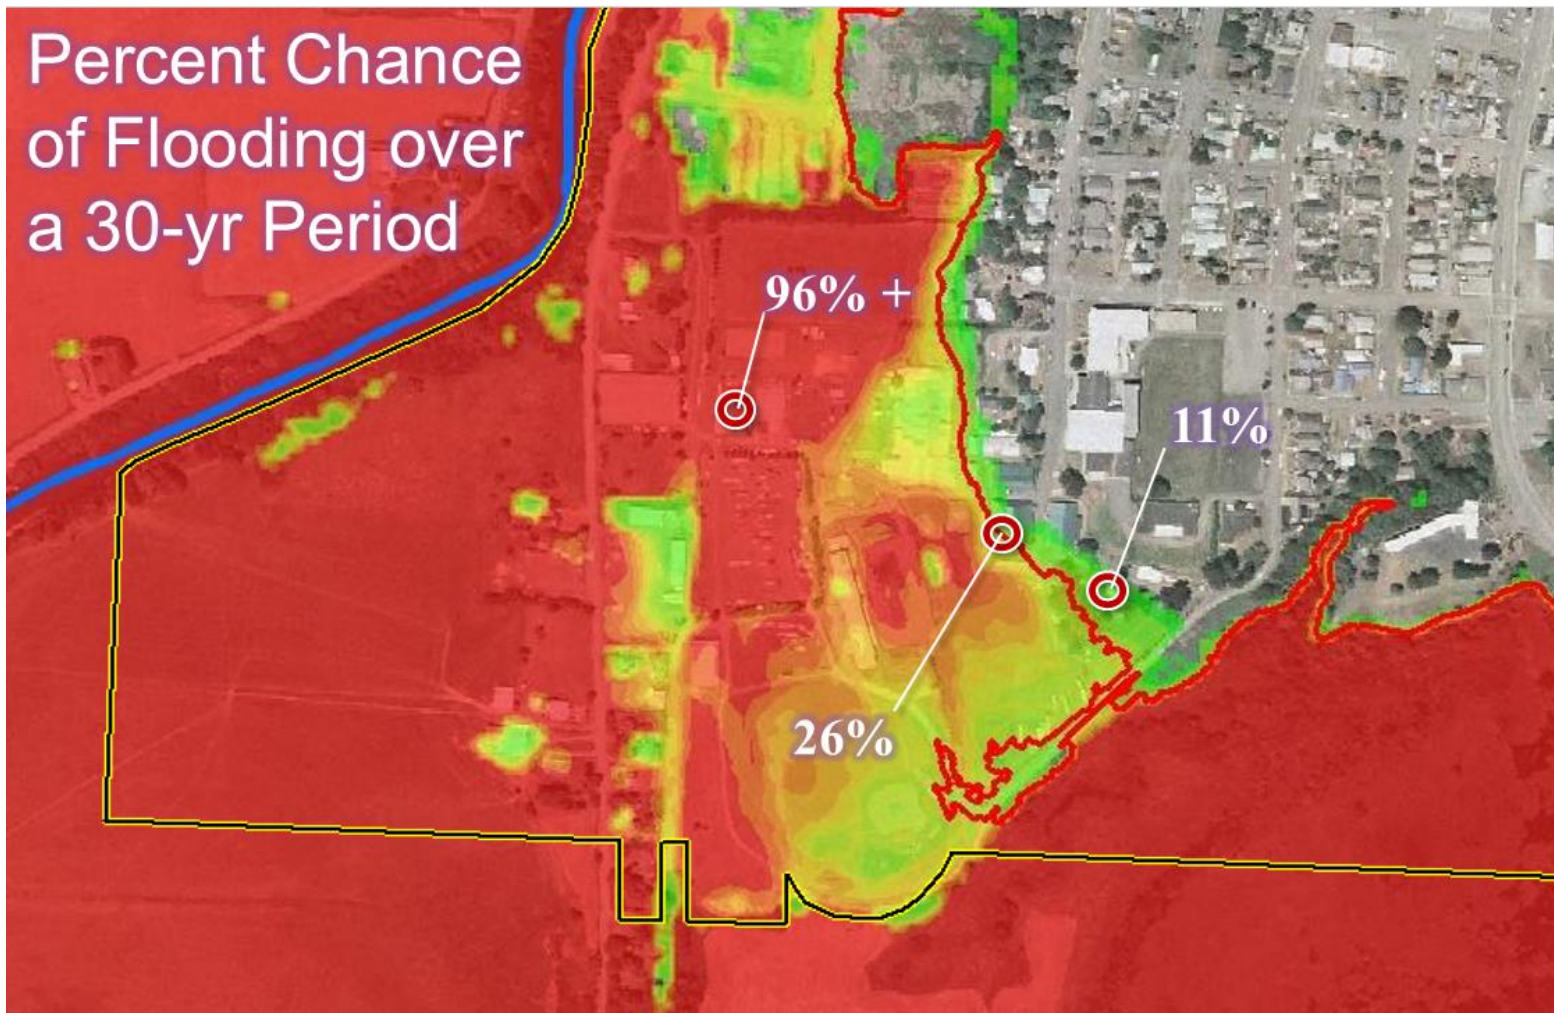 Percent Chance
of Flooding over
a 30-yr Period
96% +
11%
26%